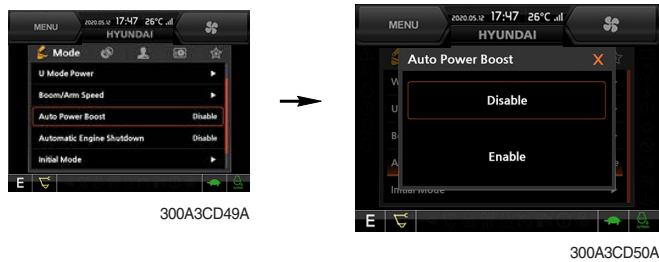 MENU
2020.05.12 17:47 26°C
HYUNDAI
Mode
U Mode Power
Boom/Arm Speed
Auto Power Boost Disable
Automatic Engine Shutdown Disable
Initial Mode
E
300A3CD49A
MENU
2020.05.12 17:47 26°C
HYUNDAI
Auto Power Boost X
Disable
Enable
W
U
B
A
Initial Mode
E
300A3CD50A